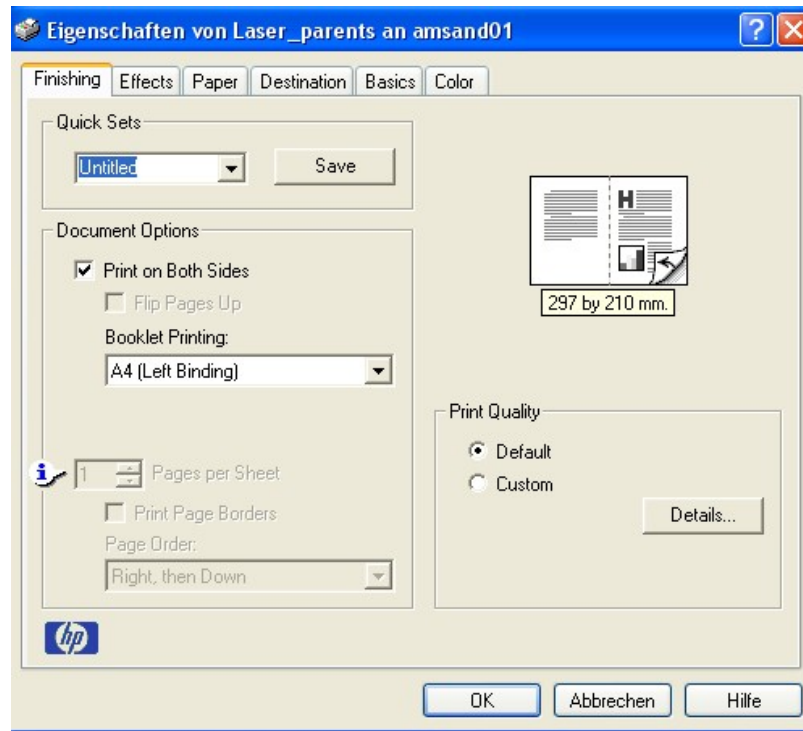 Eigenschaften von Laser_parents an amsand01
Finishing Effects Paper Destination Basics Color
Quick Sets
Untitled
Save
Document Options
Print on Both Sides
Flip Pages Up
Booklet Printing:
A4 (Left Binding)
1 Pages per Sheet
Print Page Borders
Page Order:
Right, then Down
H
297 by 210 mm.
Print Quality
Default
Custom
Details...
hp
OK Abbrechen Hilfe